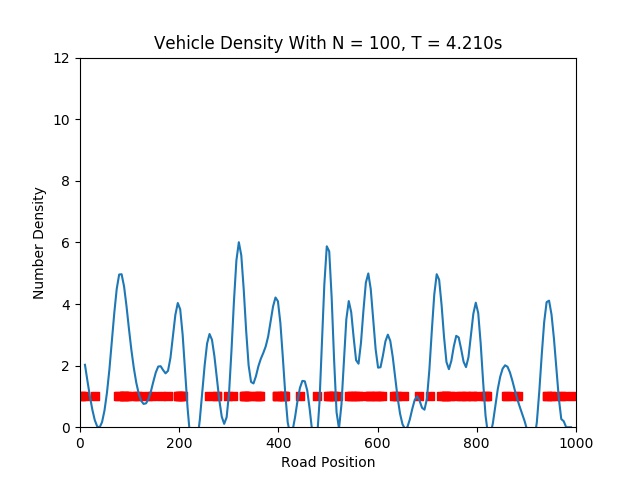 Vehicle Density With N = 100, T = 4.210s
12
10
8
6
4
2
0
Number Density
0 200 400 600 800 1000
Road Position